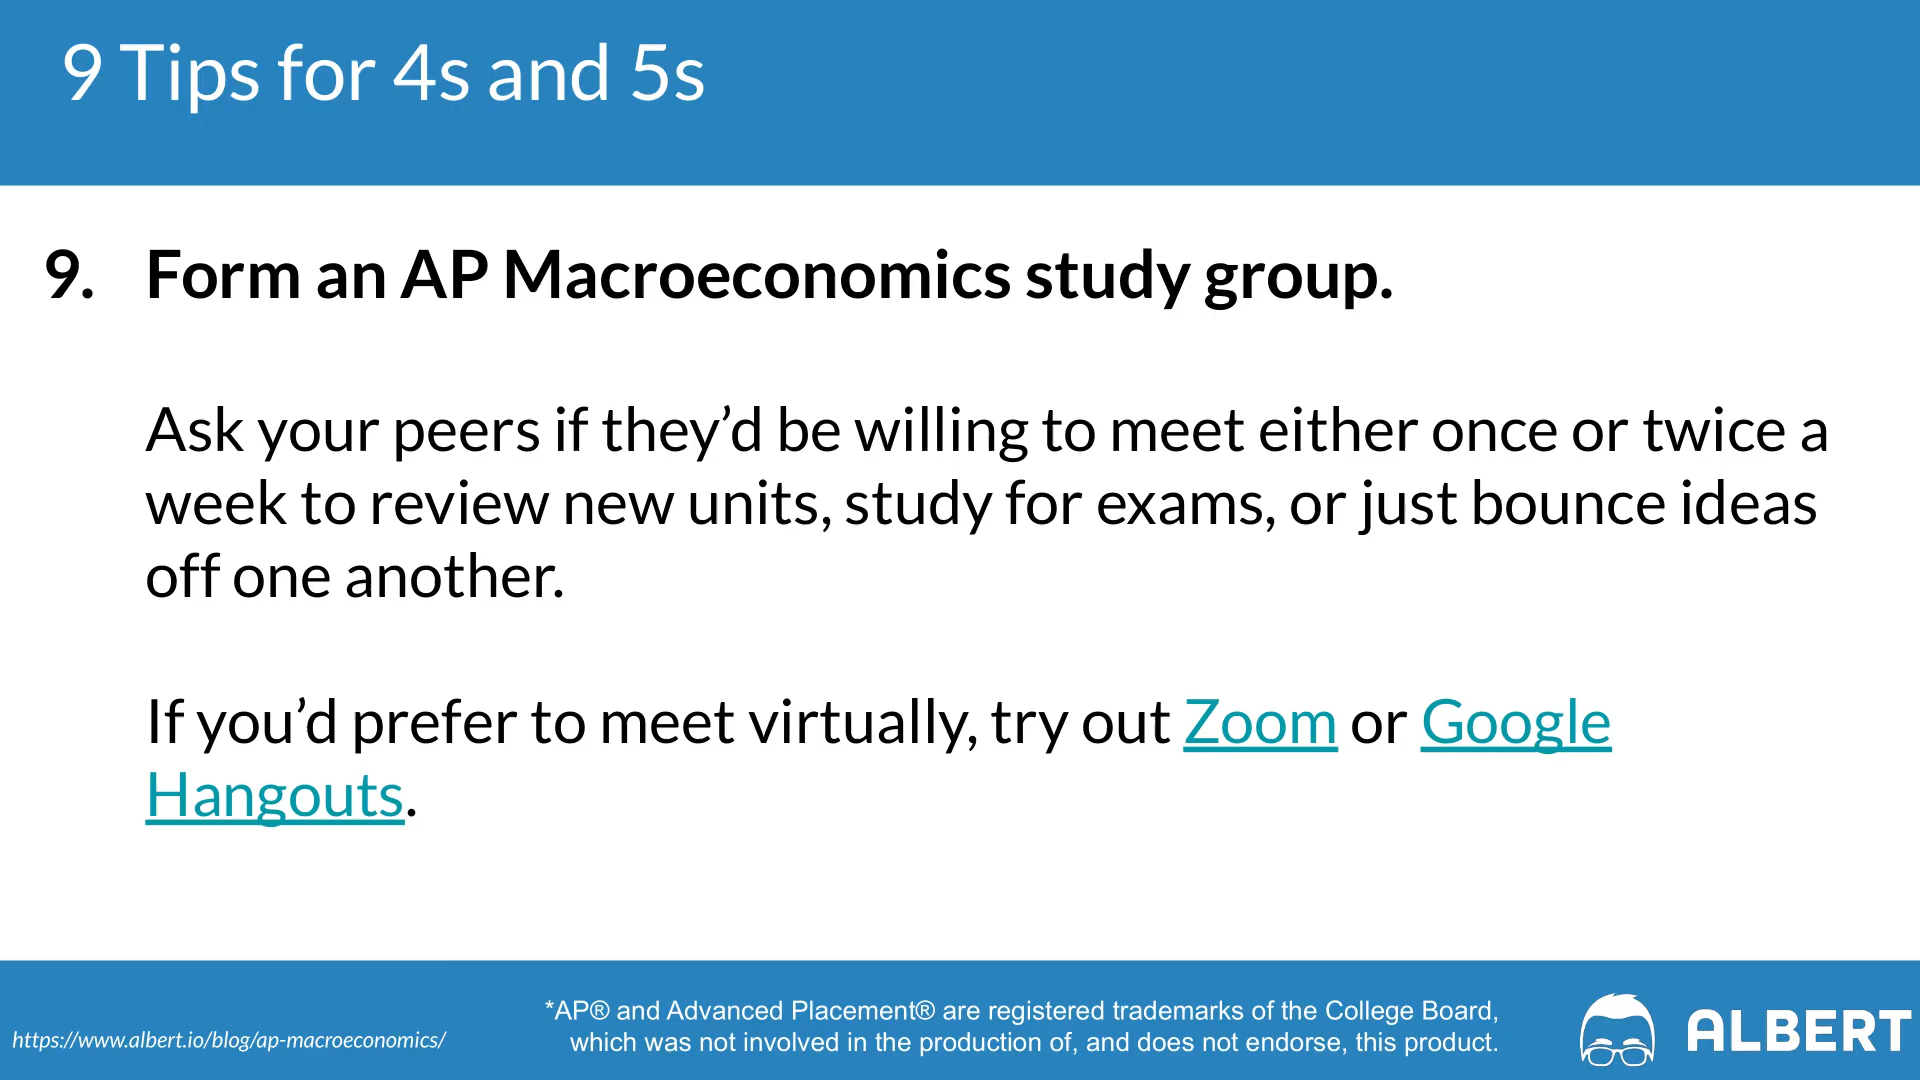 9 Tips for 4s and 5s
9. Form an AP Macroeconomics study group.
Ask your peers if they’d be willing to meet either once or twice a
week to review new units, study for exams, or just bounce ideas
off one another.
If you’d prefer to meet virtually, try out Zoom or Google
Hangouts.
*AP® and Advanced Placement® are registered trademarks of the College Board,
which was not involved in the production of, and does not endorse, this product.
https://www.albert.io/blog/ap-macroeconomics/
ALBERT